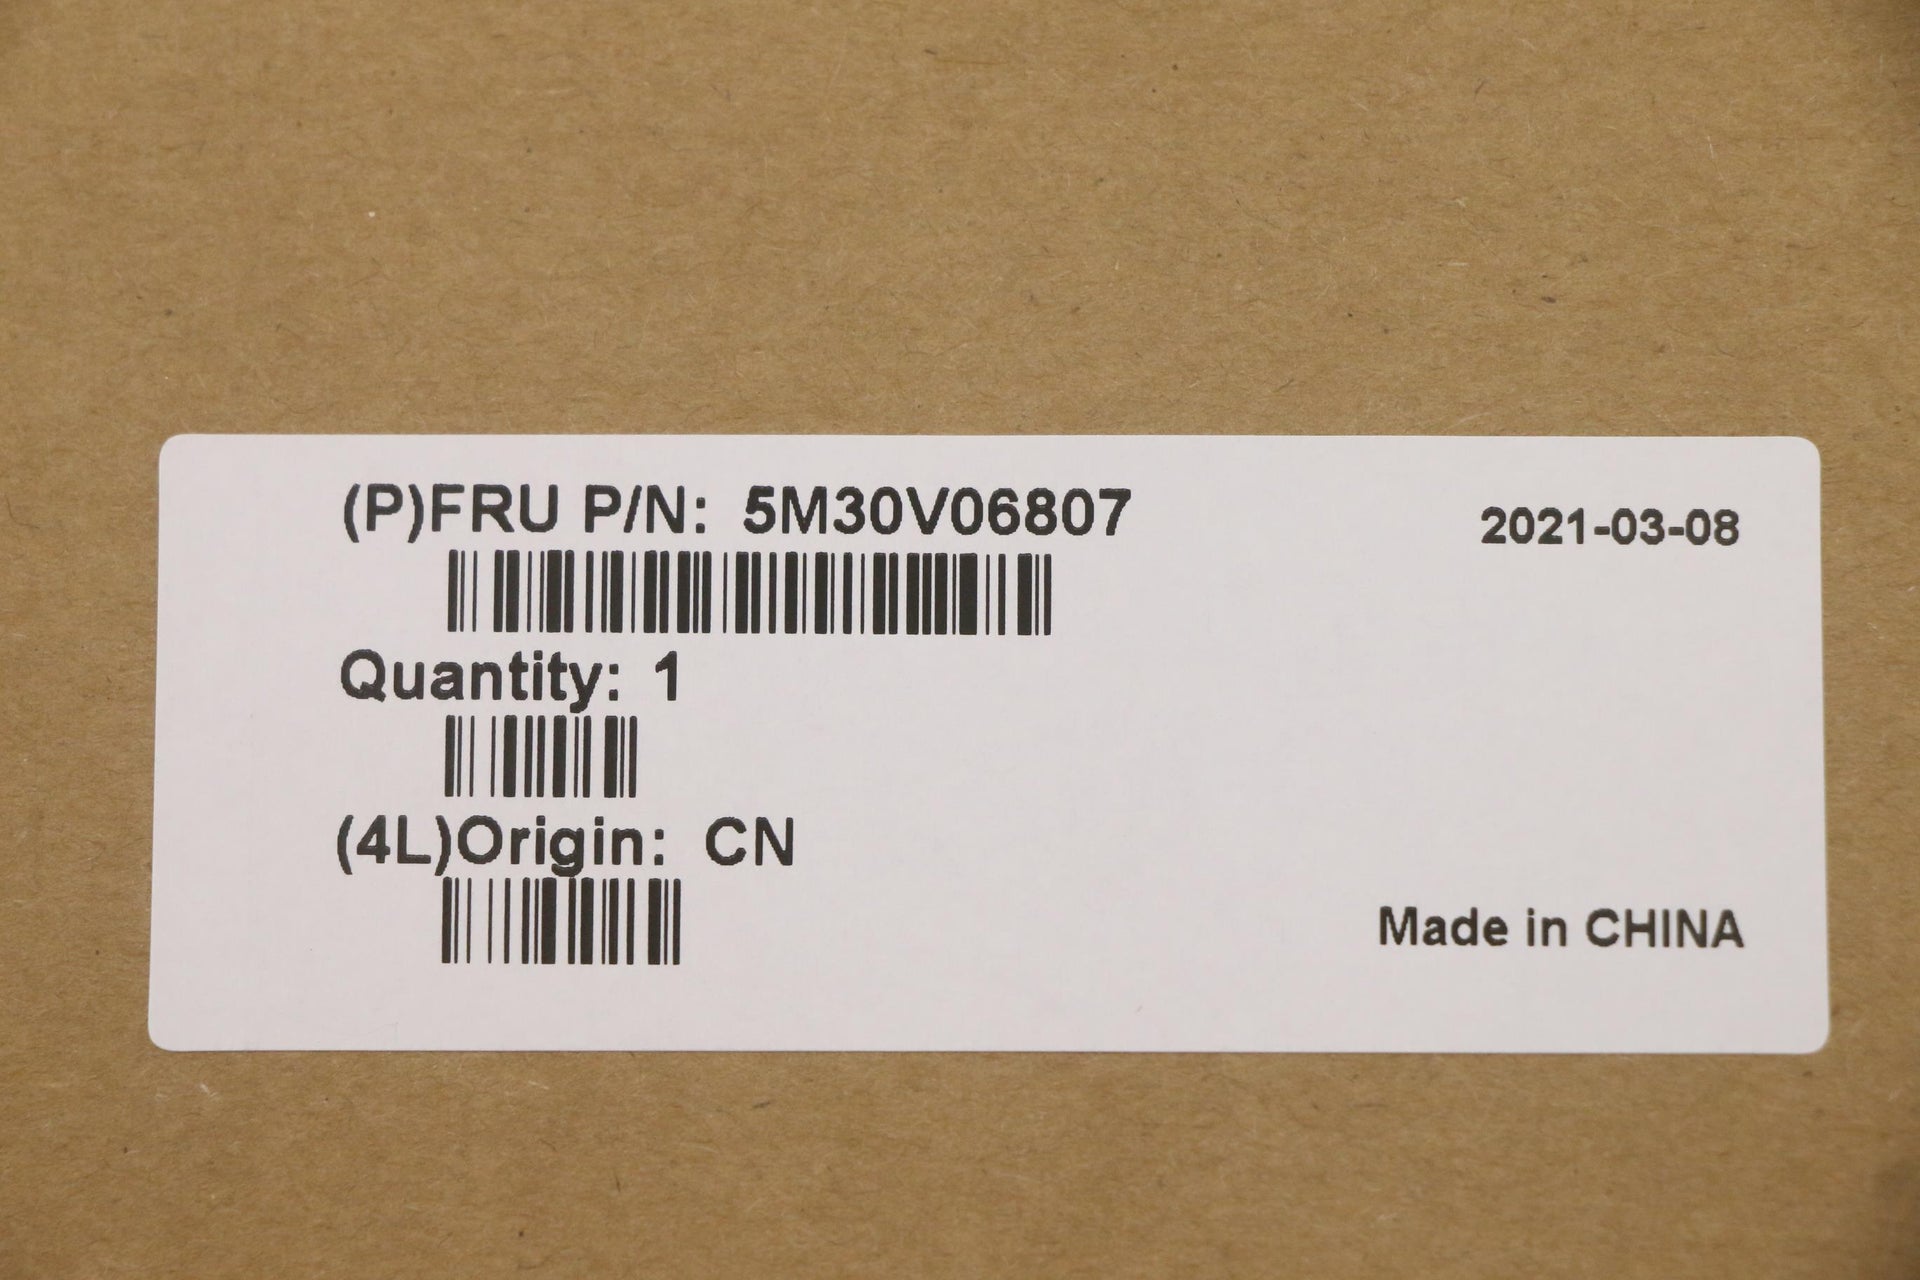 (P)FRU P/N: 5M30V06807
2021-03-08
Quantity: 1
(4L)Origin: CN
Made in CHINA